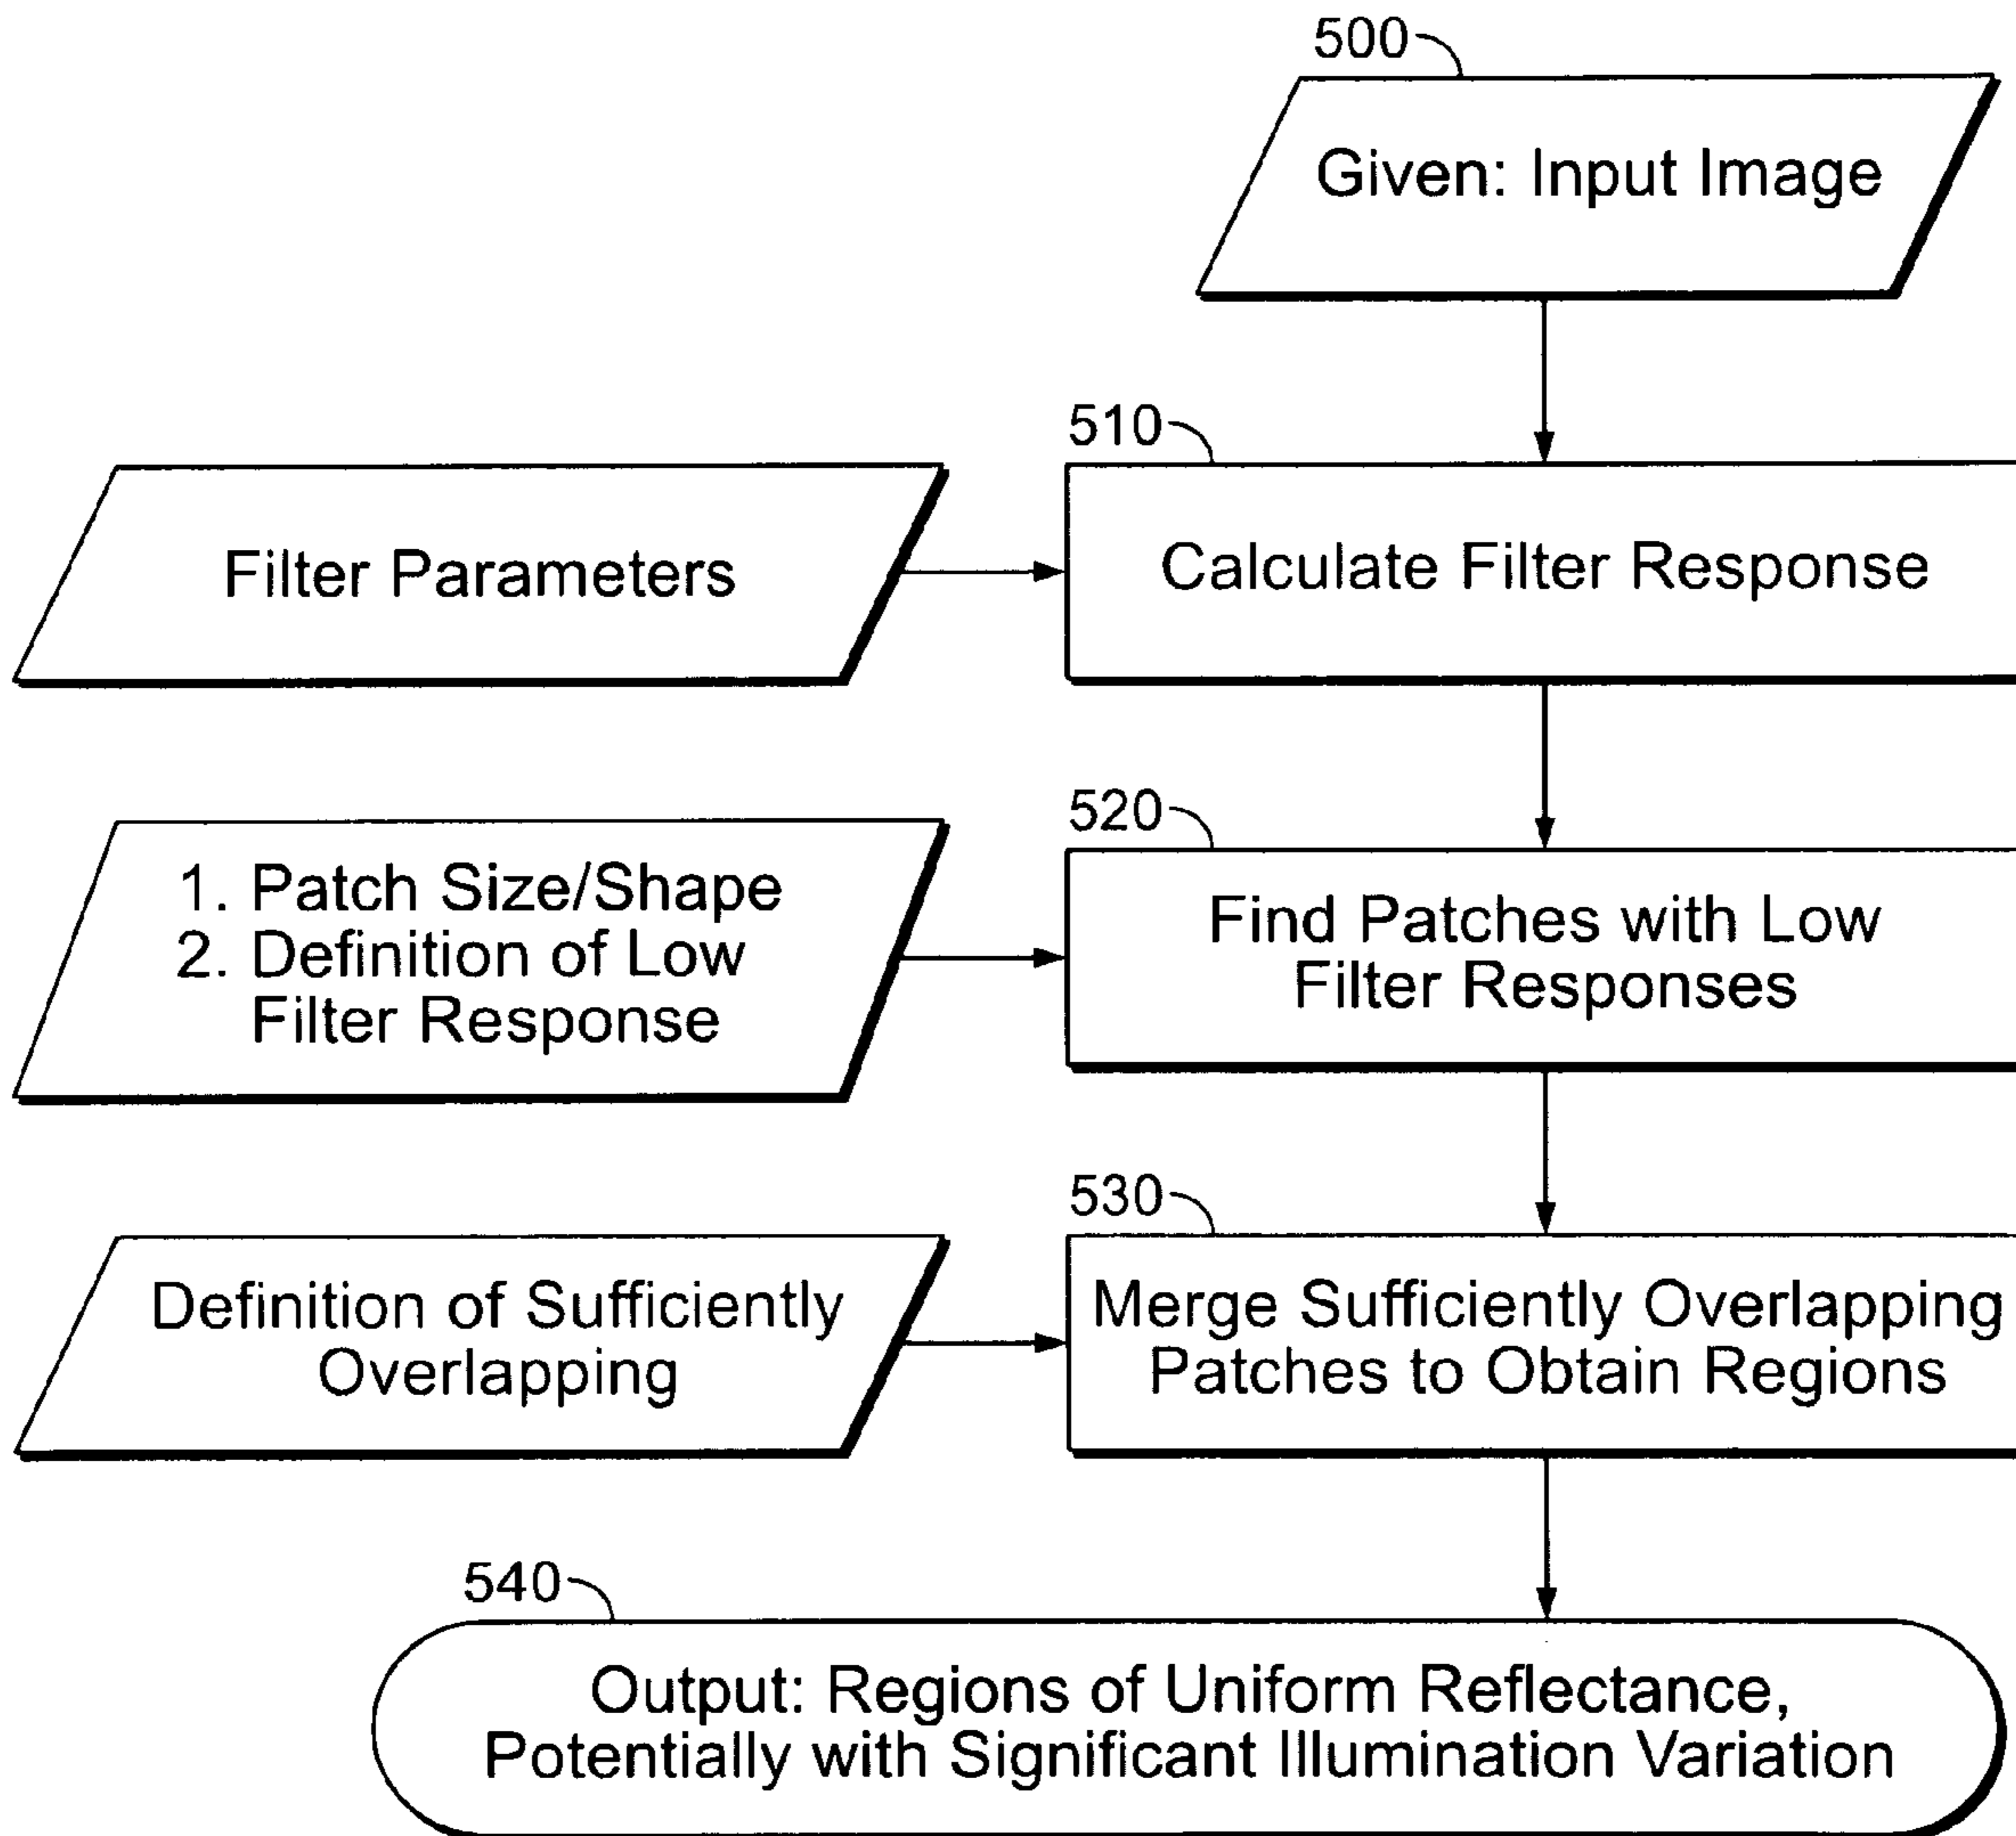 500
Given: Input Image
510
Filter Parameters
Calculate Filter Response
520
1. Patch Size/Shape
2. Definition of Low
Filter Response
Find Patches with Low
Filter Responses
530
Definition of Sufficiently
Overlapping
Merge Sufficiently Overlapping
Patches to Obtain Regions
540
Output: Regions of Uniform Reflectance,
Potentially with Significant Illumination Variation